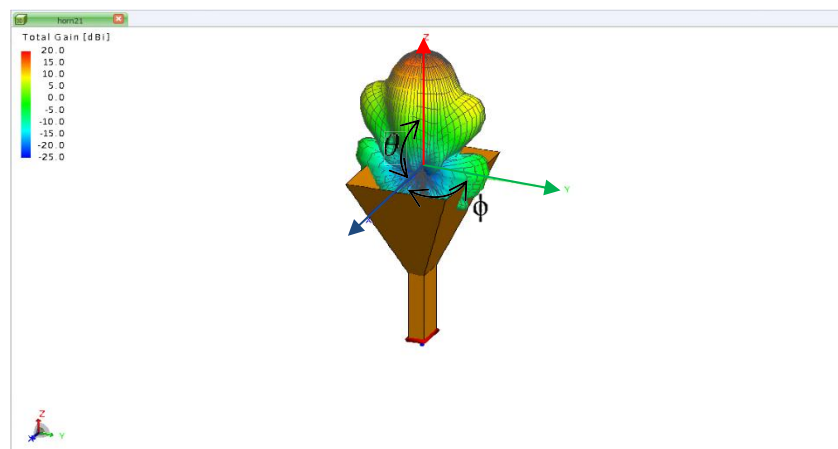 horn21
Total Gain [dBi]
20.0
15.0
10.0
5.0
0.0
-5.0
-10.0
-15.0
-20.0
-25.0
Z
θ
Y
ϕ
X
Z
X
Y